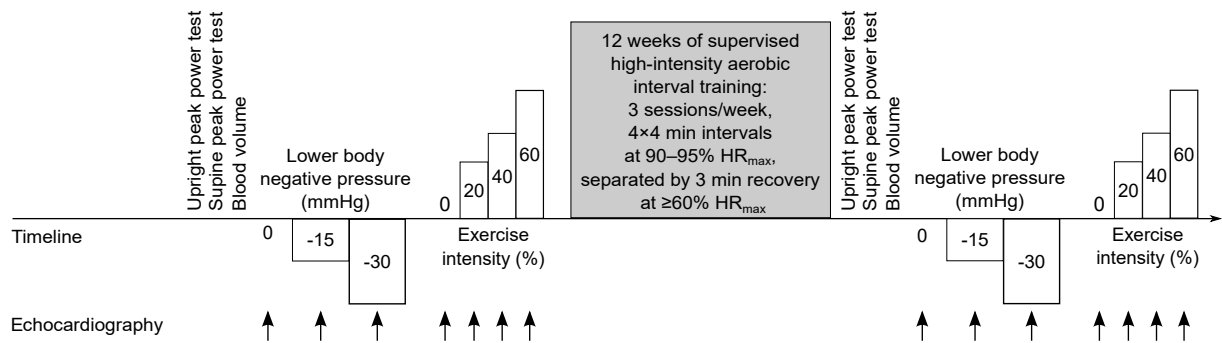 Upright peak power test
Supine peak power test
Blood volume
Lower body
negative pressure
(mmHg)
0
-15
-30
0
20
40
60
Exercise
intensity (%)
12 weeks of supervised
high-intensity aerobic
interval training:
3 sessions/week,
4×4 min intervals
at 90–95% HRmax,
separated by 3 min recovery
at ≥60% HRmax
Upright peak power test
Supine peak power test
Blood volume
Lower body
negative pressure
(mmHg)
0
-15
-30
0
20
40
60
Exercise
intensity (%)
Timeline
Echocardiography